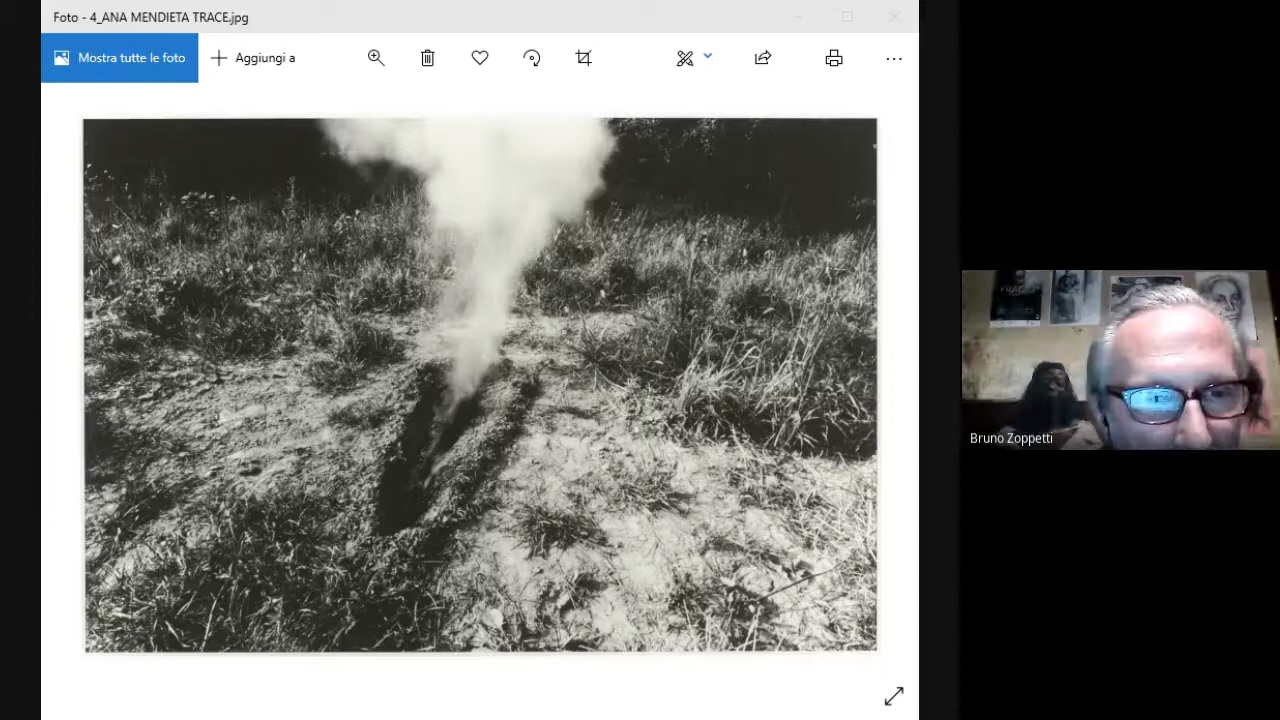 Foto - 4_ANA MENDIETA TRACE.jpg
Mostra tutte le foto
Aggiungi a
Bruno Zoppetti